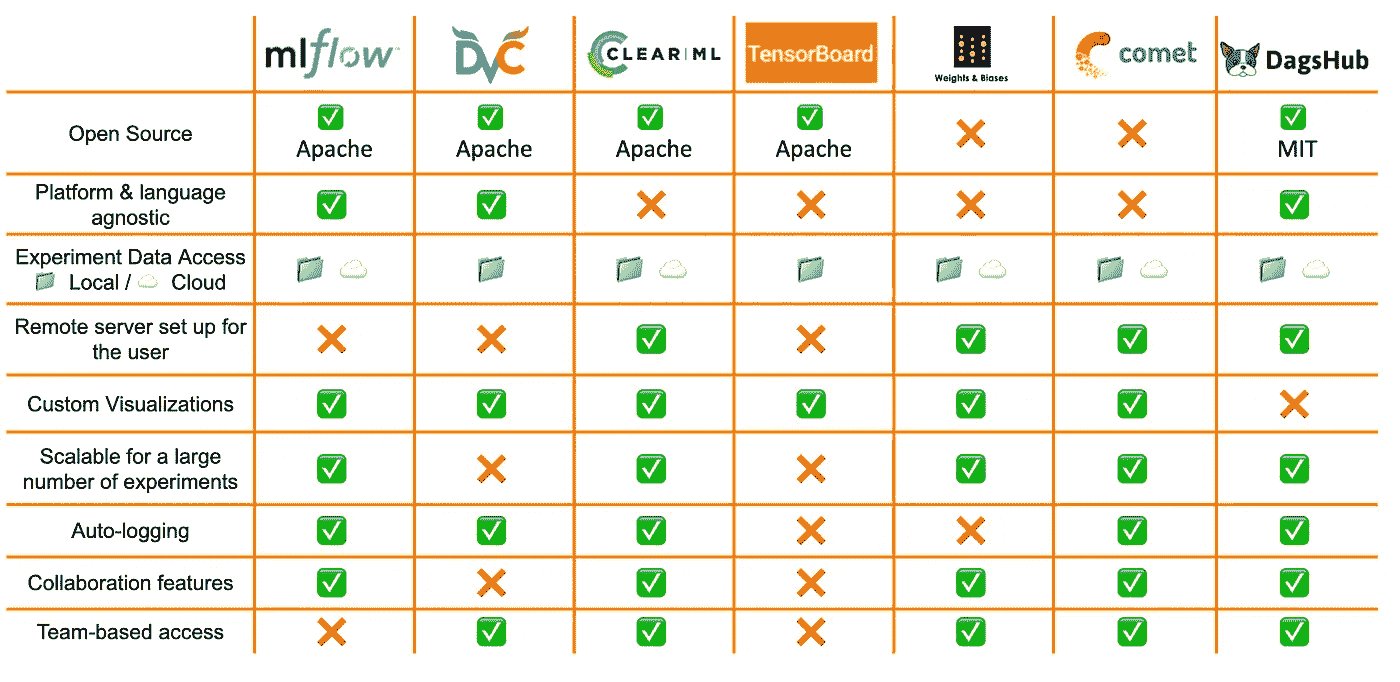 mlflow™
DVC
CLEAR|ML
TensorBoard
Weights & Biases
comet
DagsHub
Open Source
Apache
Apache
Apache
Apache
MIT
Platform & language
agnostic
Experiment Data Access
Local / Cloud
Remote server set up for
the user
Custom Visualizations
Scalable for a large
number of experiments
Auto-logging
Collaboration features
Team-based access